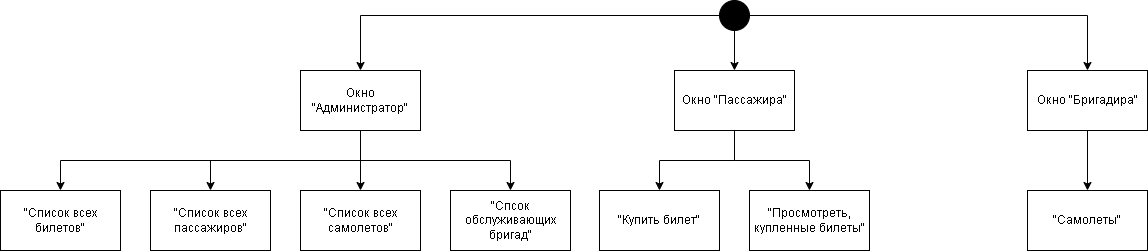 Окно
"Администратор"
Окно "Пассажира"
Окно "Бригадира"
"Список всех
билетов"
"Список всех
пассажиров"
"Список всех
самолетов"
"Спсок
обслуживающих
бригад"
"Купить билет"
"Просмотреть,
купленные билеты"
"Самолеты"